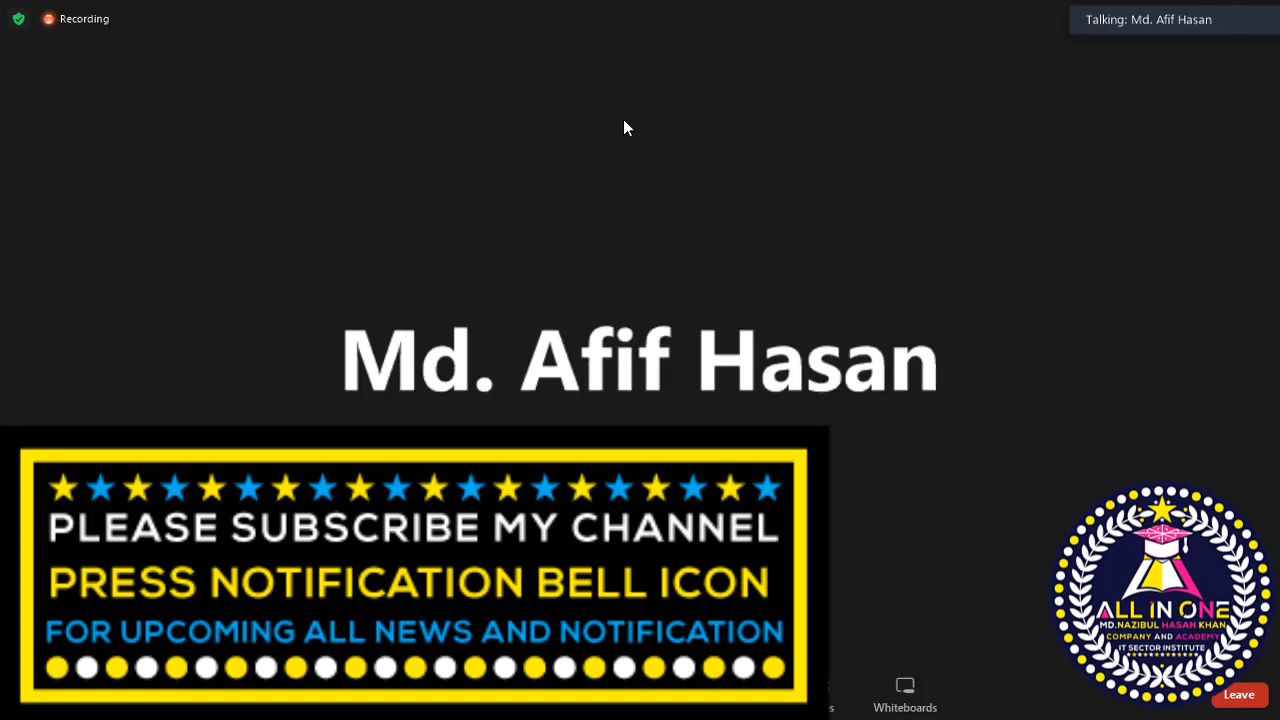 Recording
Talking: Md. Afif Hasan
Md. Afif Hasan
PLEASE SUBSCRIBE MY CHANNEL
PRESS NOTIFICATION BELL ICON
FOR UPCOMING ALL NEWS AND NOTIFICATION
ALL IN ONE
MD.NAZIBUL HASAN KHAN
COMPANY AND ACADEMY
IT SECTOR INSTITUTE
Leave
s
Whiteboards